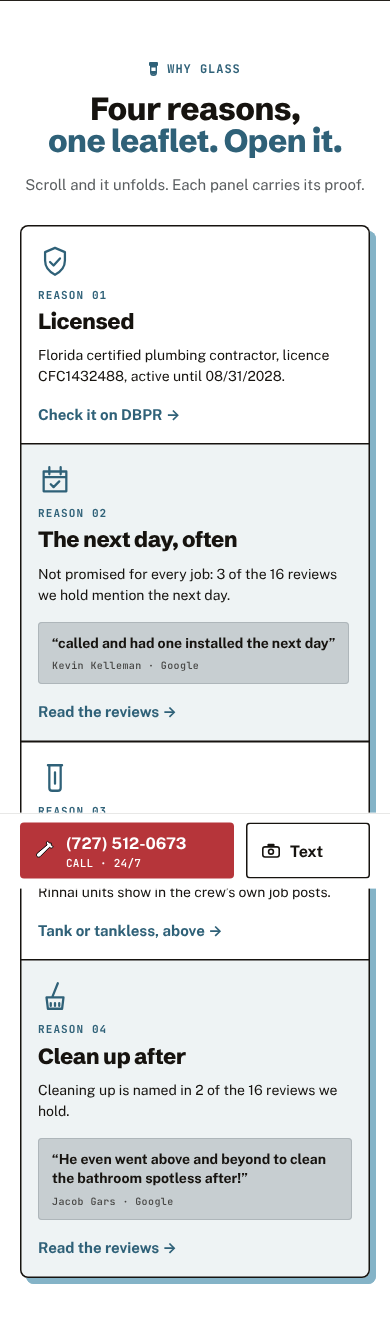 WHY GLASS
Four reasons,
one leaflet. Open it.
Scroll and it unfolds. Each panel carries its proof.
REASON 01
Licensed
Florida certified plumbing contractor, licence
CFC1432488, active until 08/31/2028.
Check it on DBPR →
REASON 02
The next day, often
Not promised for every job: 3 of the 16 reviews
we hold mention the next day.
“called and had one installed the next day”
Kevin Kelleman · Google
Read the reviews →
REASON 03
(727) 512-0673
CALL · 24/7
Text
Rinnai units show in the crew’s own job posts.
Tank or tankless, above →
REASON 04
Clean up after
Cleaning up is named in 2 of the 16 reviews we
hold.
“He even went above and beyond to clean
the bathroom spotless after!”
Jacob Gars · Google
Read the reviews →